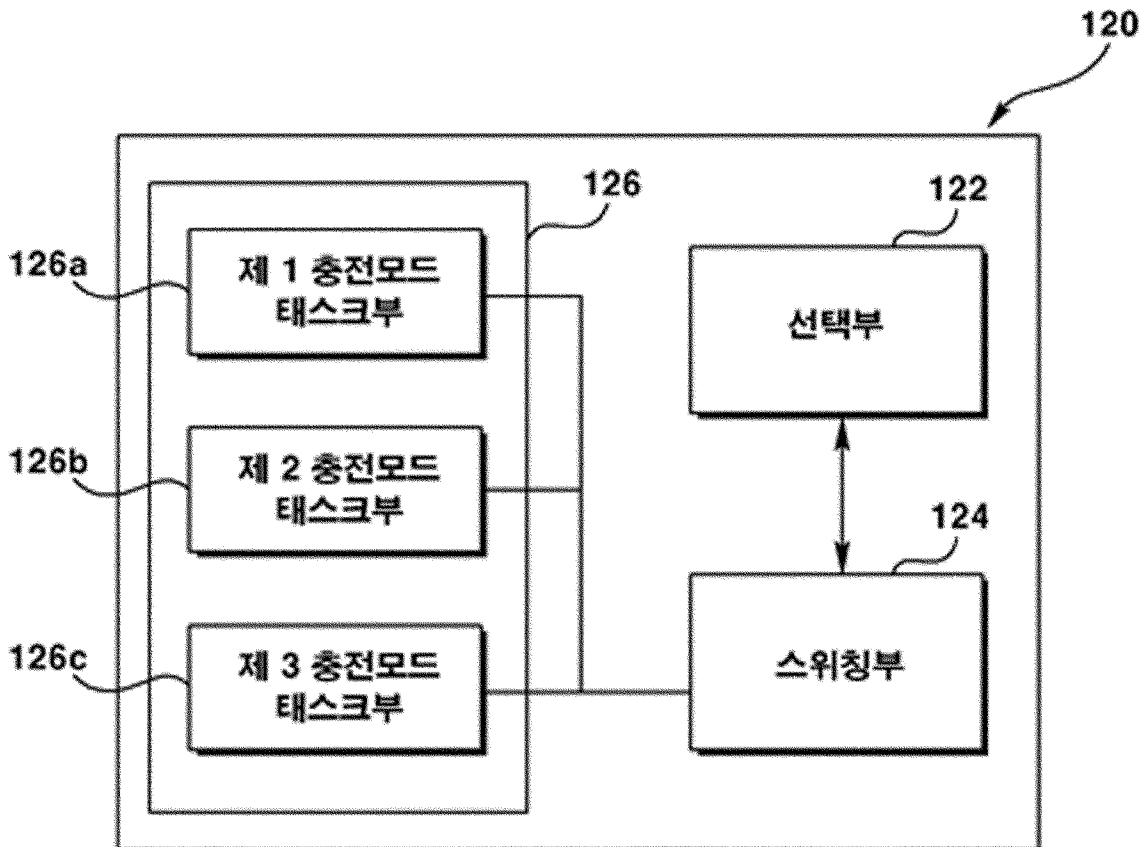 120
126
122
126a
제 1 충전모드
태스크부
선택부
126b
제 2 충전모드
태스크부
124
126c
제 3 충전모드
태스크부
스위칭부